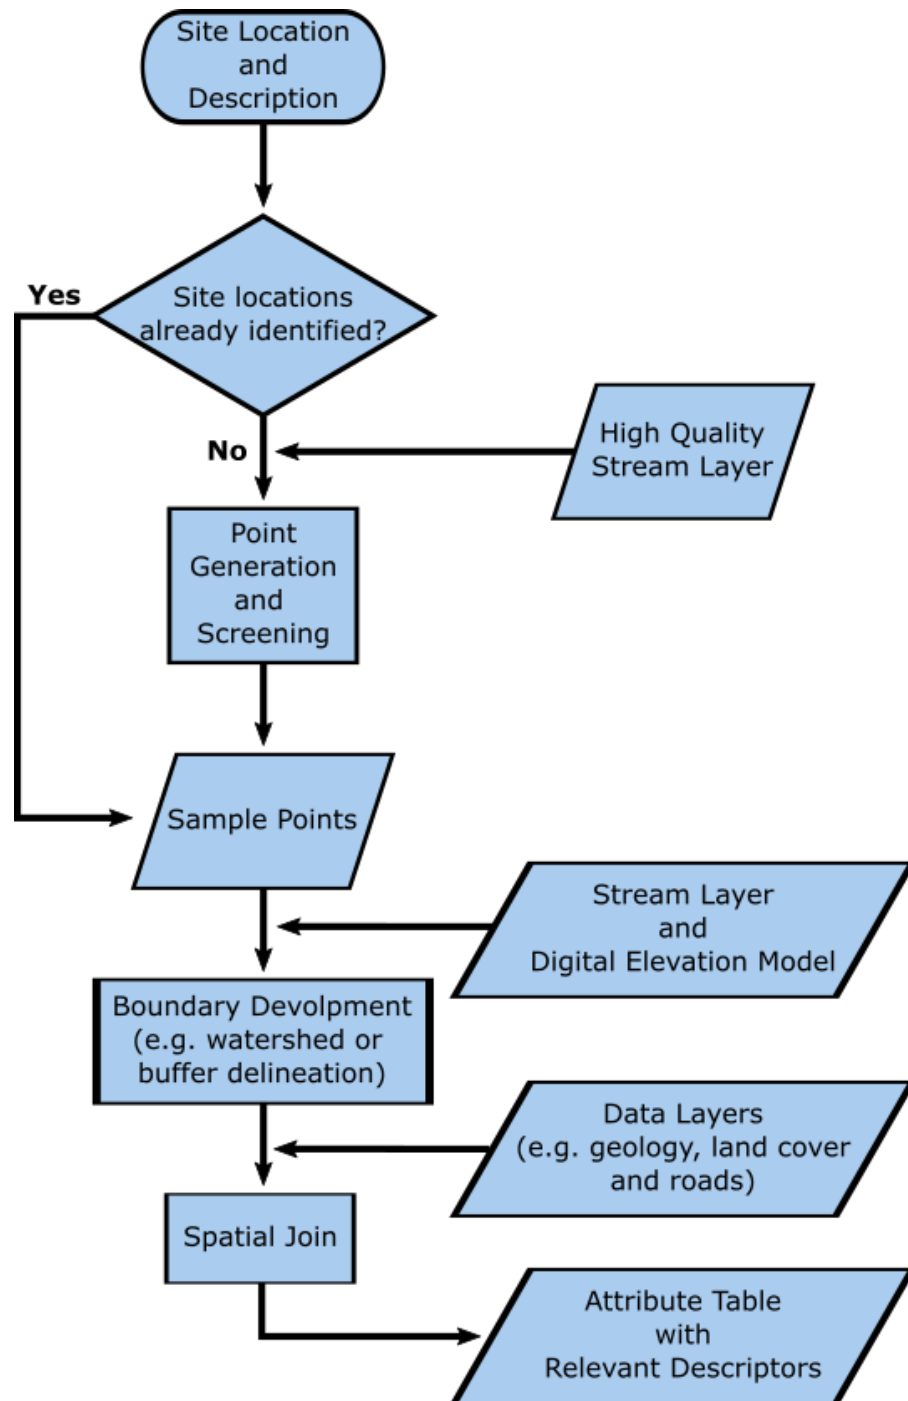 Site Location
and
Description
Site locations
already identified?
Yes
No
High Quality
Stream Layer
Point
Generation
and
Screening
Sample Points
Stream Layer
and
Digital Elevation Model
Boundary Devolpment
(e.g. watershed or
buffer delineation)
Data Layers
(e.g. geology, land cover
and roads)
Spatial Join
Attribute Table
with
Relevant Descriptors